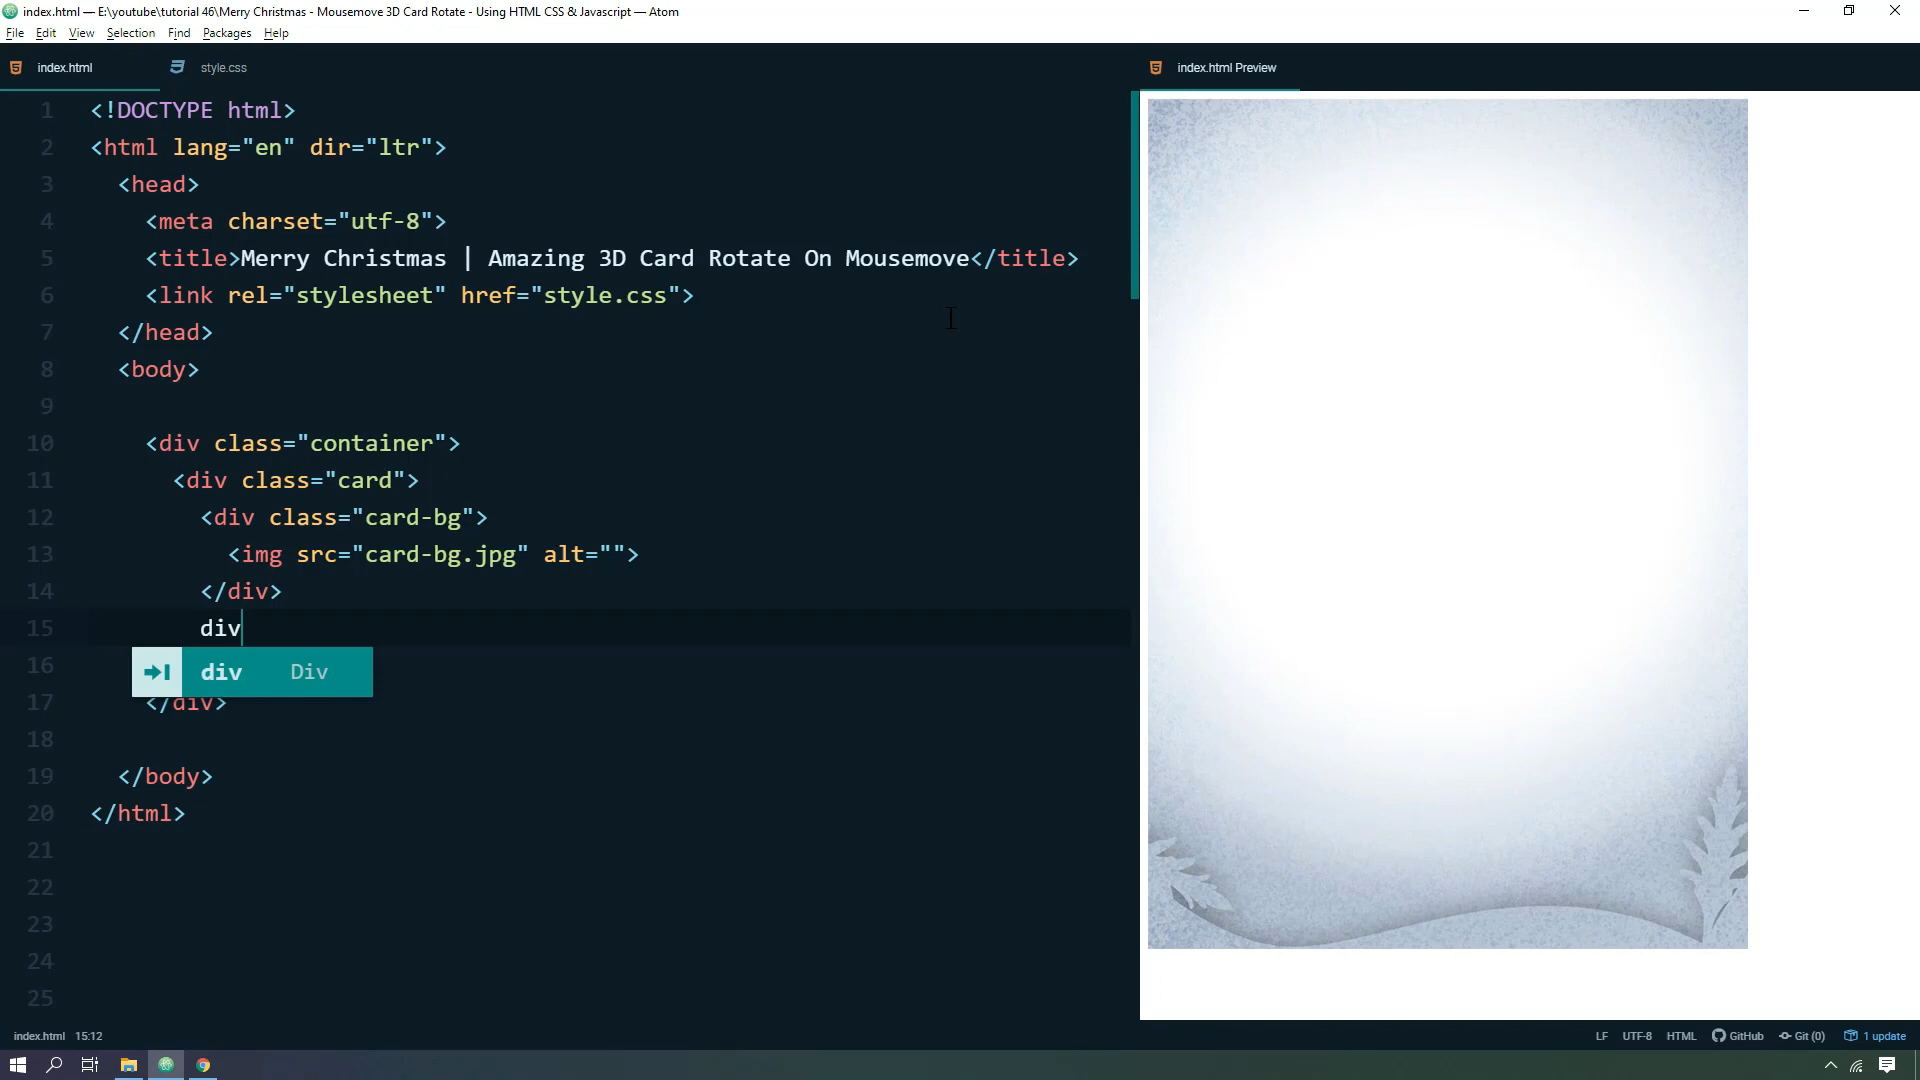 index.html — E:\youtube\tutorial 46\Merry Christmas - Mousemove 3D Card Rotate - Using HTML CSS & Javascript — Atom
File Edit View Selection Find Packages Help
index.html style.css index.html Preview
1 <!DOCTYPE html>
2 <html lang="en" dir="ltr">
3 <head>
4 <meta charset="utf-8">
5 <title>Merry Christmas | Amazing 3D Card Rotate On Mousemove</title>
6 <link rel="stylesheet" href="style.css">
7 </head>
8 <body>
9
10 <div class="container">
11 <div class="card">
12 <div class="card-bg">
13 <img src="card-bg.jpg" alt="">
14 </div>
15 div
16 div Div
17 </div>
18
19 </body>
20 </html>
21
22
23
24
25
index.html 15:12 LF UTF-8 HTML GitHub Git (0) 1 update